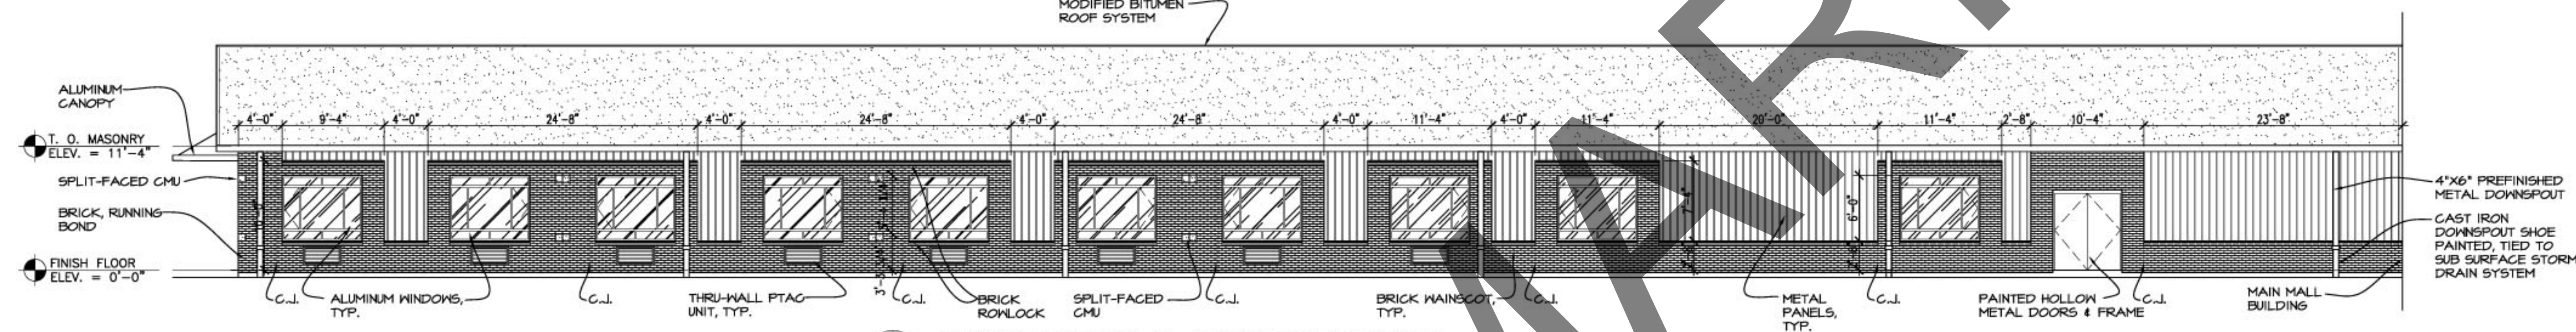 MODIFIED BITUMEN
ROOF SYSTEM
ALUMINUM
CANOPY
4'-0" 9'-4" 4'-0" 24'-8" 4'-0" 24'-8" 4'-0" 24'-8" 4'-0" 11'-4" 4'-0" 11'-4" 20'-0" 11'-4" 2'-8" 10'-4" 23'-8"
T. O. MASONRY
ELEV. = 11'-4"
SPLIT-FACED CMU
BRICK, RUNNING
BOND
7'-4"
6'-0"
4"X6" PREFINISHED
METAL DOWNSPOUT
CAST IRON
DOWNSPOUT SHOE
PAINTED, TIED TO
SUB SURFACE STORM
DRAIN SYSTEM
FINISH FLOOR
ELEV. = 0'-0"
C.J.
ALUMINUM WINDOWS,
TYP.
C.J.
THRU-WALL PTAC
UNIT, TYP.
C.J.
BRICK
ROWLOCK
SPLIT-FACED
CMU
C.J.
BRICK WAINSCOT,
TYP.
C.J.
METAL
PANELS,
TYP.
C.J.
PAINTED HOLLOW
METAL DOORS & FRAME
C.J.
MAIN MALL
BUILDING